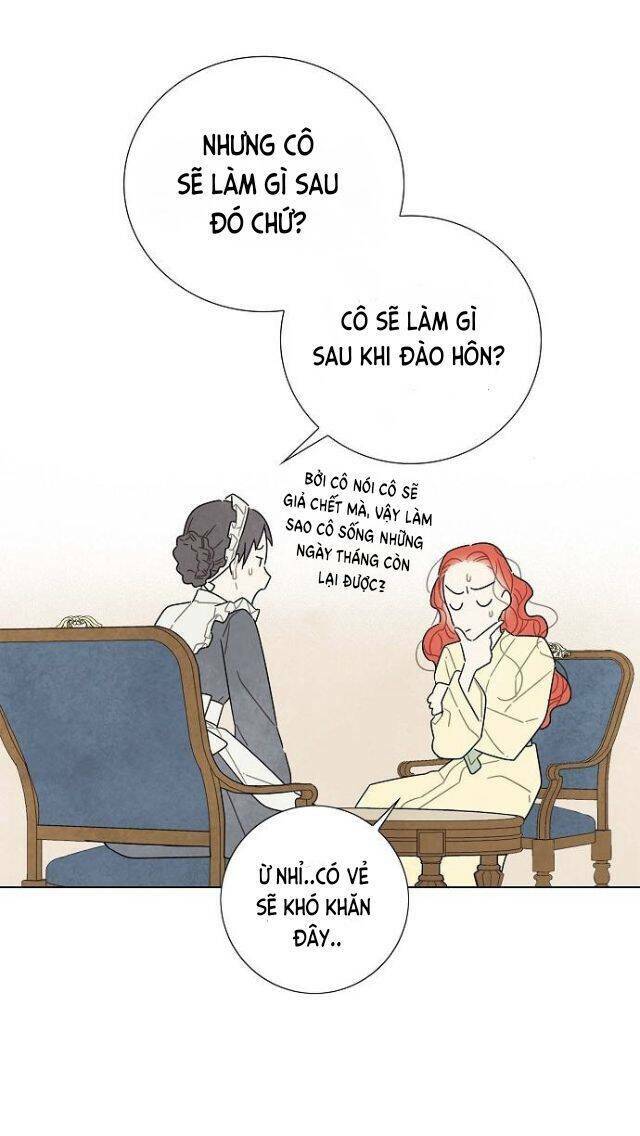 NHƯNG CÔ
SẼ LÀM GÌ SAU
ĐÓ CHỨ?
CÔ SẼ LÀM GÌ
SAU KHI ĐÀO HÔN?
BỞI CÔ NÓI CÔ SẼ
GIẢ CHẾT MÀ, VẬY LÀM
SAO CÔ SỐNG NHỮNG
NGÀY THÁNG CÒN
LẠI ĐƯỢC?
Ừ NHỈ..CÓ VẺ
SẼ KHÓ KHĂN
ĐÂY..